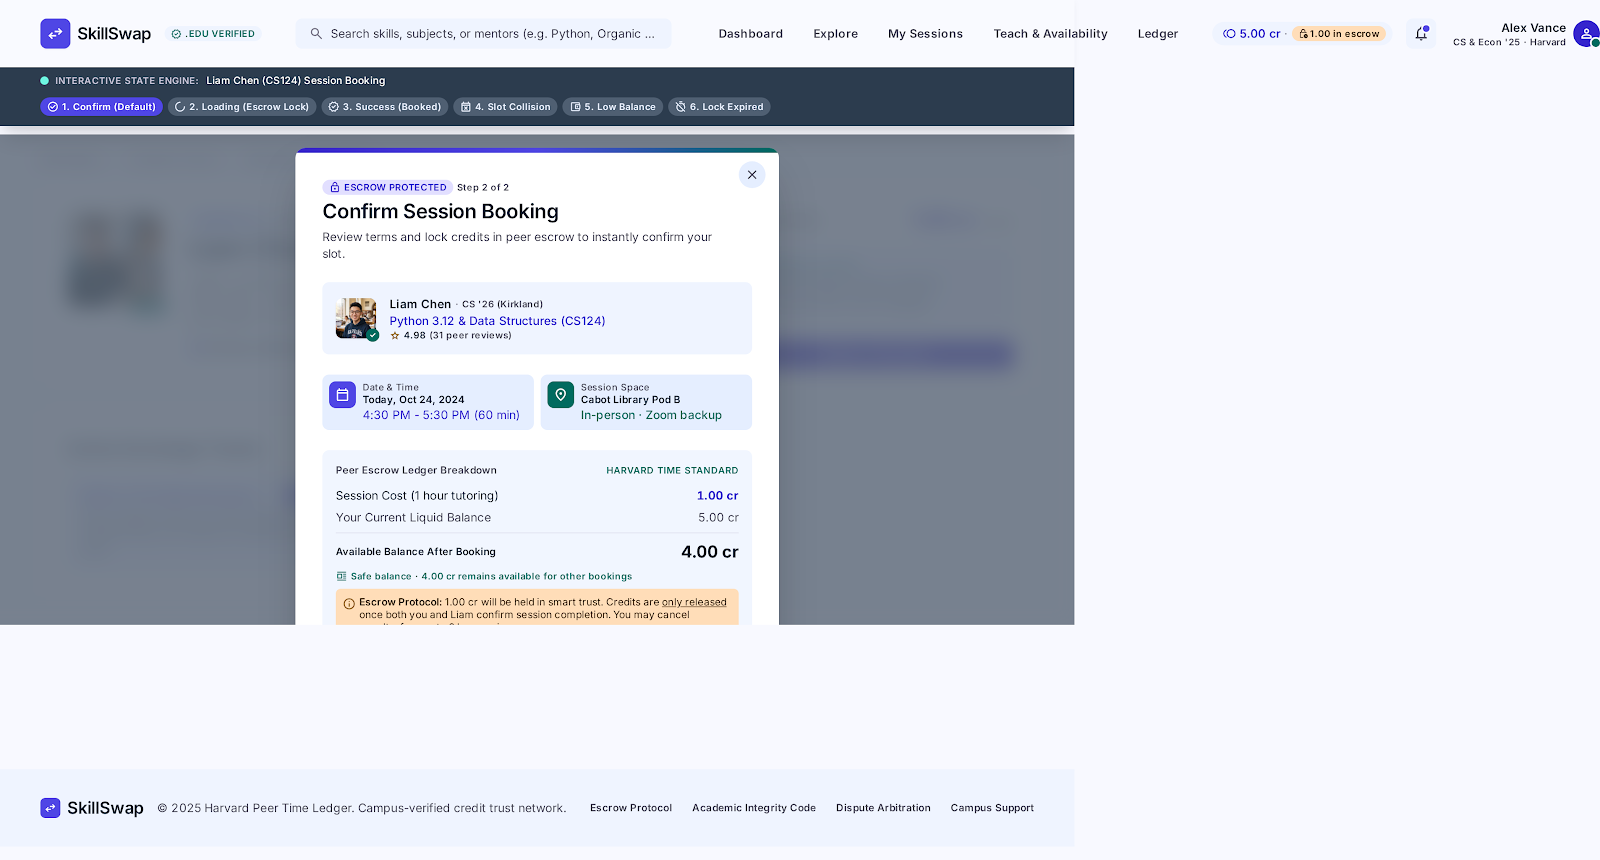 SkillSwap
.EDU VERIFIED
Search skills, subjects, or mentors (e.g. Python, Organic ...
Dashboard
Explore
My Sessions
Teach & Availability
Ledger
5.00 cr ·
1.00 in escrow
Alex Vance
CS & Econ '25 · Harvard
INTERACTIVE STATE ENGINE: Liam Chen (CS124) Session Booking
1. Confirm (Default)
2. Loading (Escrow Lock)
3. Success (Booked)
4. Slot Collision
5. Low Balance
6. Lock Expired
ESCROW PROTECTED Step 2 of 2
Confirm Session Booking
Review terms and lock credits in peer escrow to instantly confirm your
slot.
Liam Chen · CS '26 (Kirkland)
Python 3.12 & Data Structures (CS124)
4.98 (31 peer reviews)
Date & Time
Today, Oct 24, 2024
4:30 PM - 5:30 PM (60 min)
Session Space
Cabot Library Pod B
In-person · Zoom backup
Peer Escrow Ledger Breakdown
HARVARD TIME STANDARD
Session Cost (1 hour tutoring)
1.00 cr
Your Current Liquid Balance
5.00 cr
Available Balance After Booking
4.00 cr
Safe balance · 4.00 cr remains available for other bookings
Escrow Protocol: 1.00 cr will be held in smart trust. Credits are only released
once both you and Liam confirm session completion. You may cancel
SkillSwap
© 2025 Harvard Peer Time Ledger. Campus-verified credit trust network.
Escrow Protocol
Academic Integrity Code
Dispute Arbitration
Campus Support